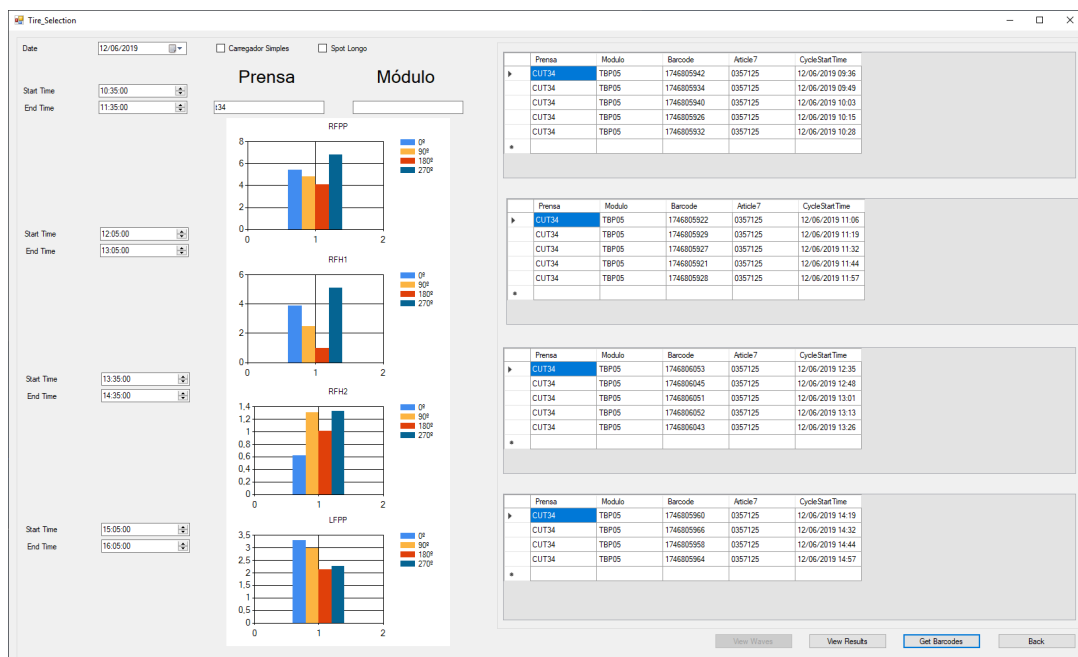 Tire_Selection
Date 12/06/2019 Carregador Simples Spot Longo
Prensa Módulo
Start Time 10:35:00
End Time 11:35:00 t34
RFPP
0º
90º
180º
270º
8
6
4
2
0
0 1 2
Start Time 12:05:00
End Time 13:05:00
RFH1
0º
90º
180º
270º
6
4
2
0
0 1 2
Start Time 13:35:00
End Time 14:35:00
RFH2
0º
90º
180º
270º
1,4
1,2
1
0,8
0,6
0,4
0,2
0
0 1 2
Start Time 15:05:00
End Time 16:05:00
LFPP
0º
90º
180º
270º
3,5
3
2,5
2
1,5
1
0,5
0
0 1 2
Prensa Modulo Barcode Article7 CycleStartTime
CUT34 TBP05 1746805942 0357125 12/06/2019 09:36
CUT34 TBP05 1746805934 0357125 12/06/2019 09:49
CUT34 TBP05 1746805940 0357125 12/06/2019 10:03
CUT34 TBP05 1746805926 0357125 12/06/2019 10:15
CUT34 TBP05 1746805932 0357125 12/06/2019 10:28
Prensa Modulo Barcode Article7 CycleStartTime
CUT34 TBP05 1746805922 0357125 12/06/2019 11:06
CUT34 TBP05 1746805929 0357125 12/06/2019 11:19
CUT34 TBP05 1746805927 0357125 12/06/2019 11:32
CUT34 TBP05 1746805921 0357125 12/06/2019 11:44
CUT34 TBP05 1746805928 0357125 12/06/2019 11:57
Prensa Modulo Barcode Article7 CycleStartTime
CUT34 TBP05 1746806053 0357125 12/06/2019 12:35
CUT34 TBP05 1746806045 0357125 12/06/2019 12:48
CUT34 TBP05 1746806051 0357125 12/06/2019 13:01
CUT34 TBP05 1746806052 0357125 12/06/2019 13:13
CUT34 TBP05 1746806043 0357125 12/06/2019 13:26
Prensa Modulo Barcode Article7 CycleStartTime
CUT34 TBP05 1746805960 0357125 12/06/2019 14:19
CUT34 TBP05 1746805966 0357125 12/06/2019 14:32
CUT34 TBP05 1746805958 0357125 12/06/2019 14:44
CUT34 TBP05 1746805964 0357125 12/06/2019 14:57
View Waves View Results Get Barcodes Back